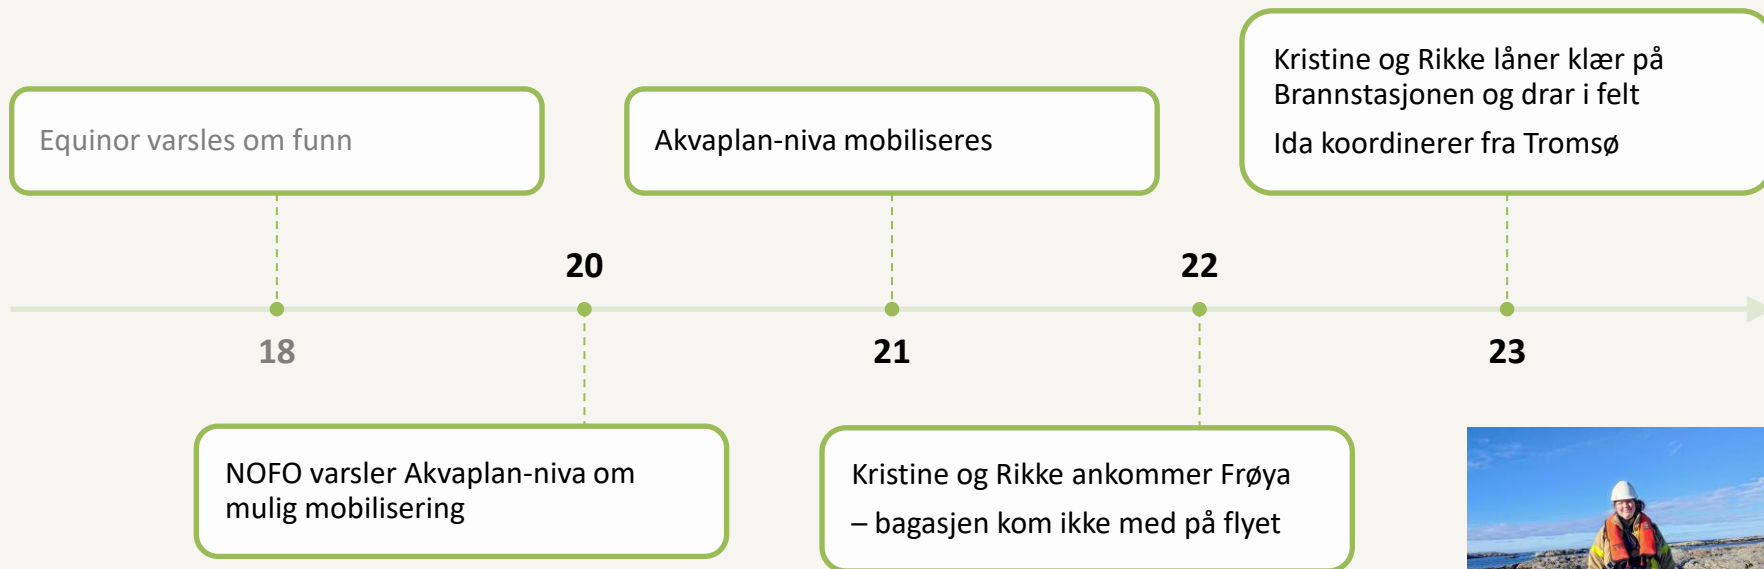 Equinor varsles om funn
Akvaplan-niva mobiliseres
Kristine og Rikke låner klær på
Brannstasjonen og drar i felt
Ida koordinerer fra Tromsø
20
22
18
21
23
NOFO varsler Akvaplan-niva om
mulig mobilisering
Kristine og Rikke ankommer Frøya
– bagasjen kom ikke med på flyet